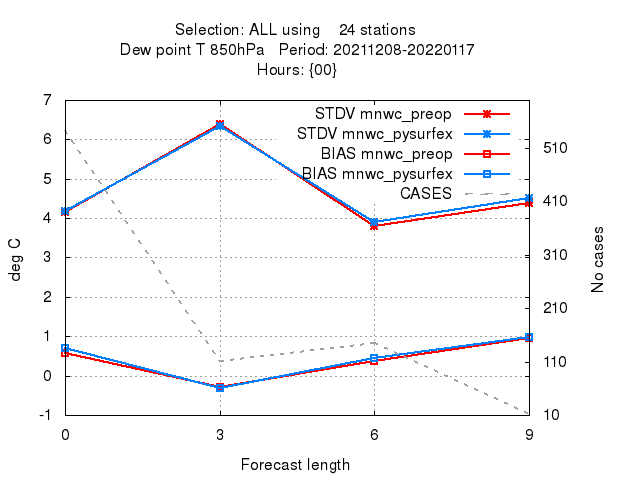 Selection: ALL using    24 stations
Dew point T 850hPa   Period: 20211208-20220117
Hours: {00}
STDV mnwc_preop
STDV mnwc_pysurfex
BIAS mnwc_preop
BIAS mnwc_pysurfex
CASES
7
6
5
4
3
2
1
0
-1
deg C
510
410
310
210
110
10
No cases
0 3 6 9
Forecast length